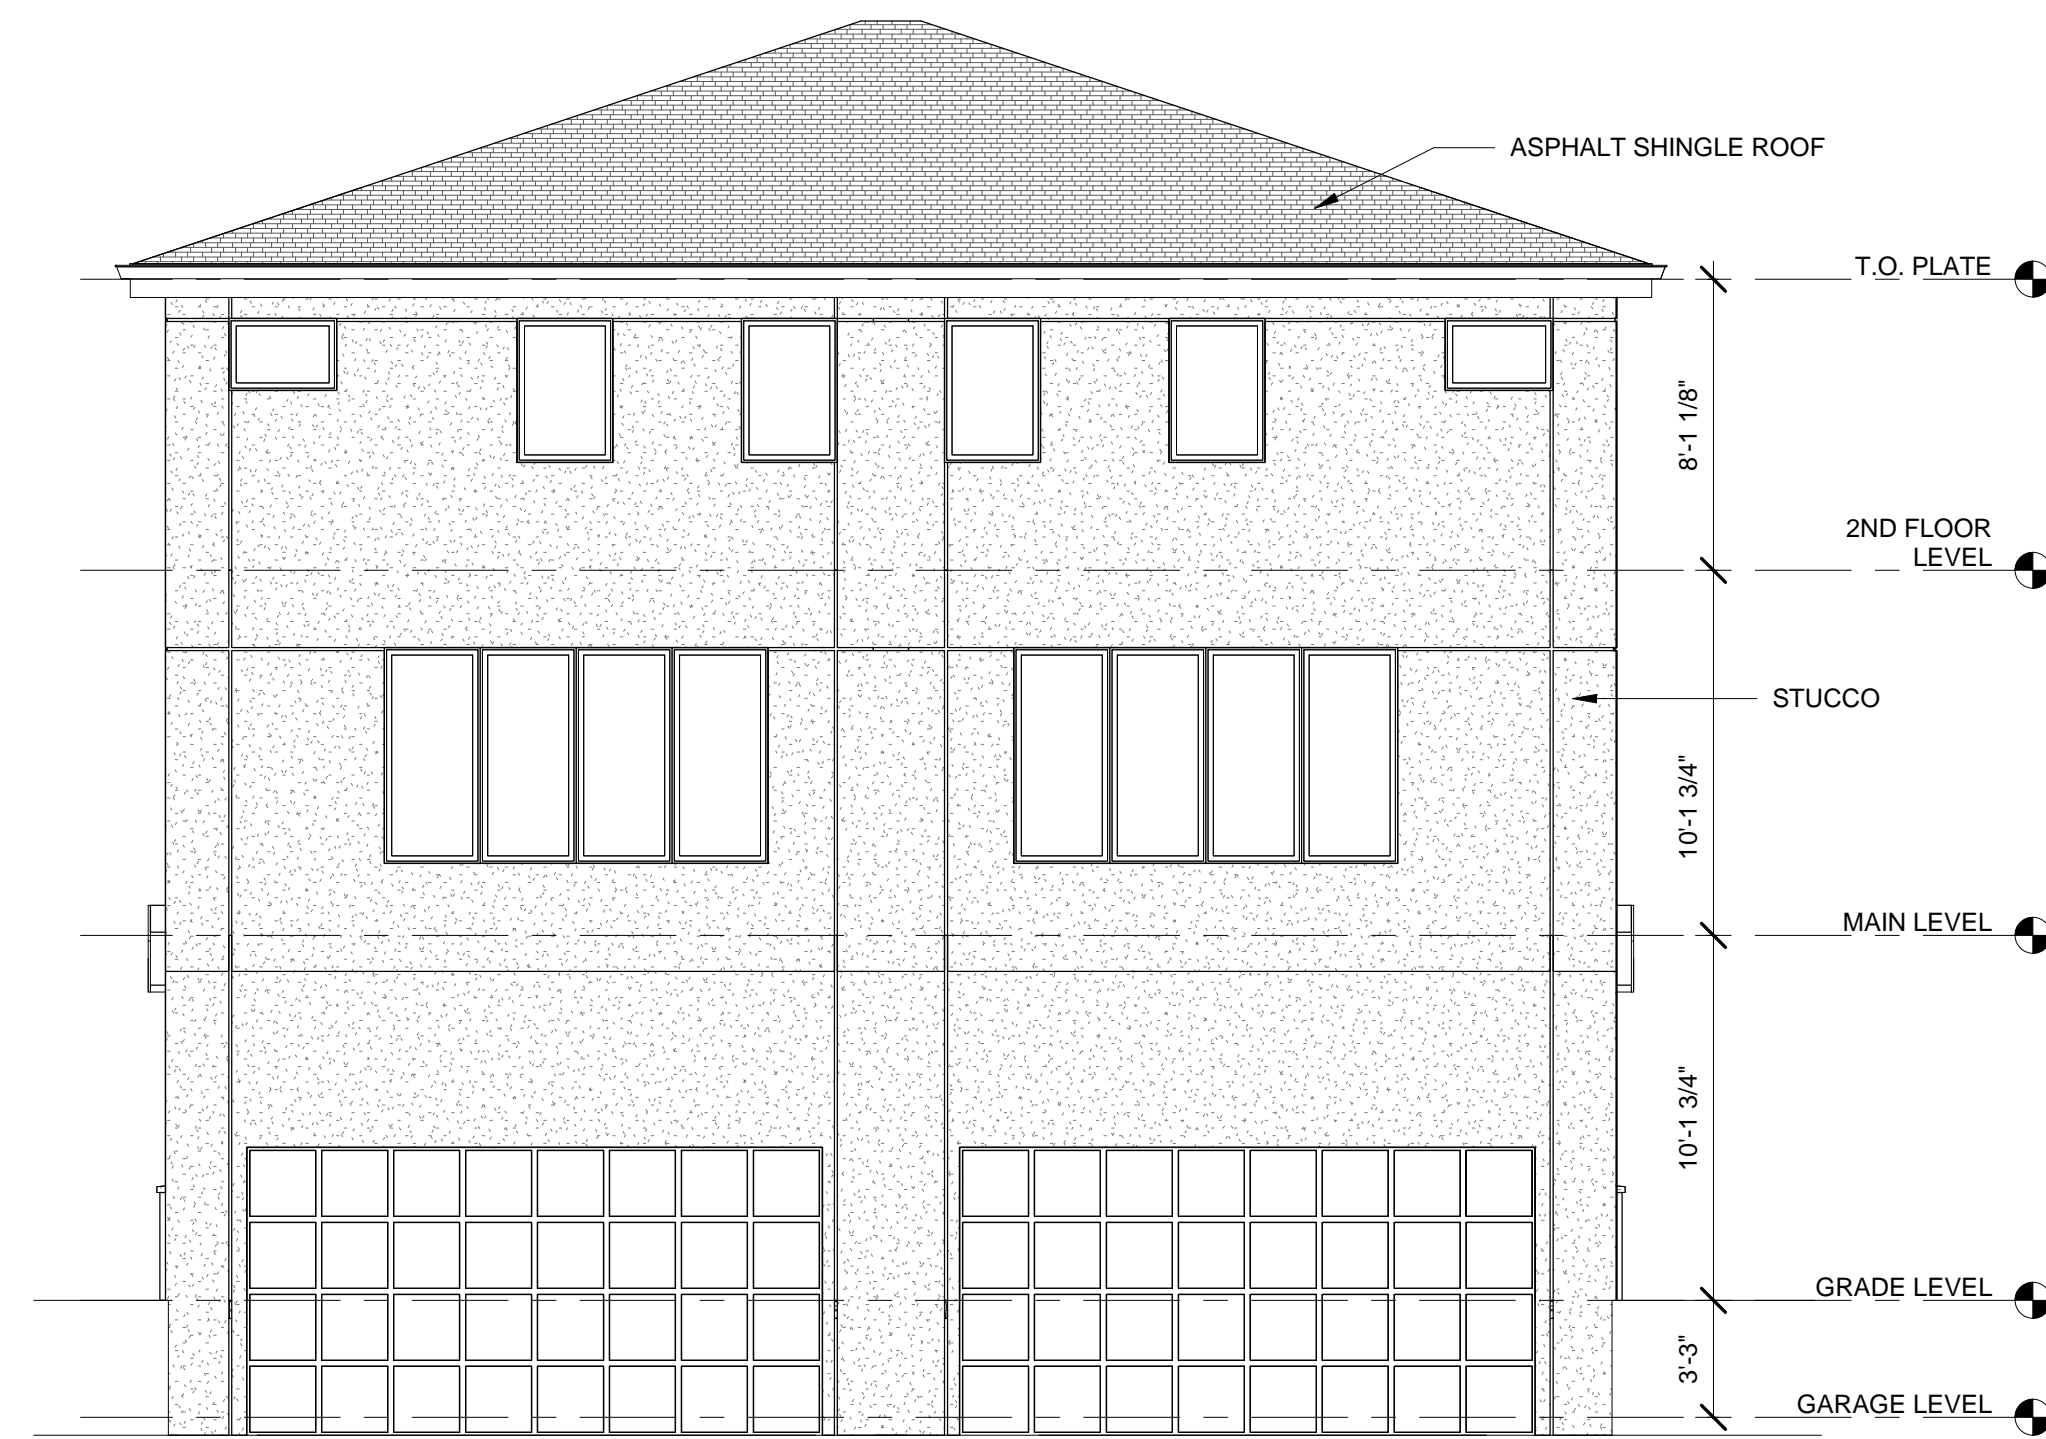 ASPHALT SHINGLE ROOF
T.O. PLATE
8'-1 1/8"
2ND FLOOR
LEVEL
STUCCO
10'-1 3/4"
MAIN LEVEL
10'-1 3/4"
GRADE LEVEL
3'-3"
GARAGE LEVEL